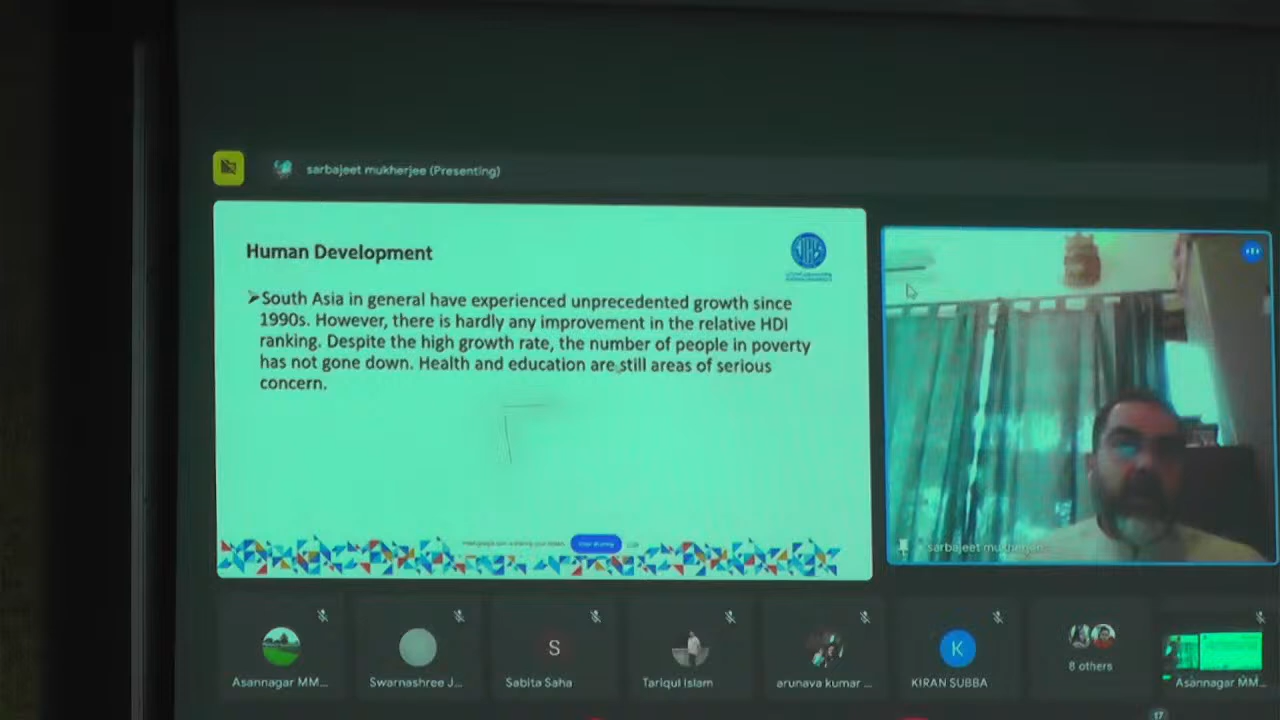 sarbajeet mukherjee (Presenting)
Human Development
➢South Asia in general have experienced unprecedented growth since
1990s. However, there is hardly any improvement in the relative HDI
ranking. Despite the high growth rate, the number of people in poverty
has not gone down. Health and education are still areas of serious
concern.
sarbajeet mukherjee
Asannagar MM...
Swarnashree J...
S
Sabita Saha
Tariqul Islam
arunava kumar ...
K
KIRAN SUBBA
8 others
Asannagar MM...
17